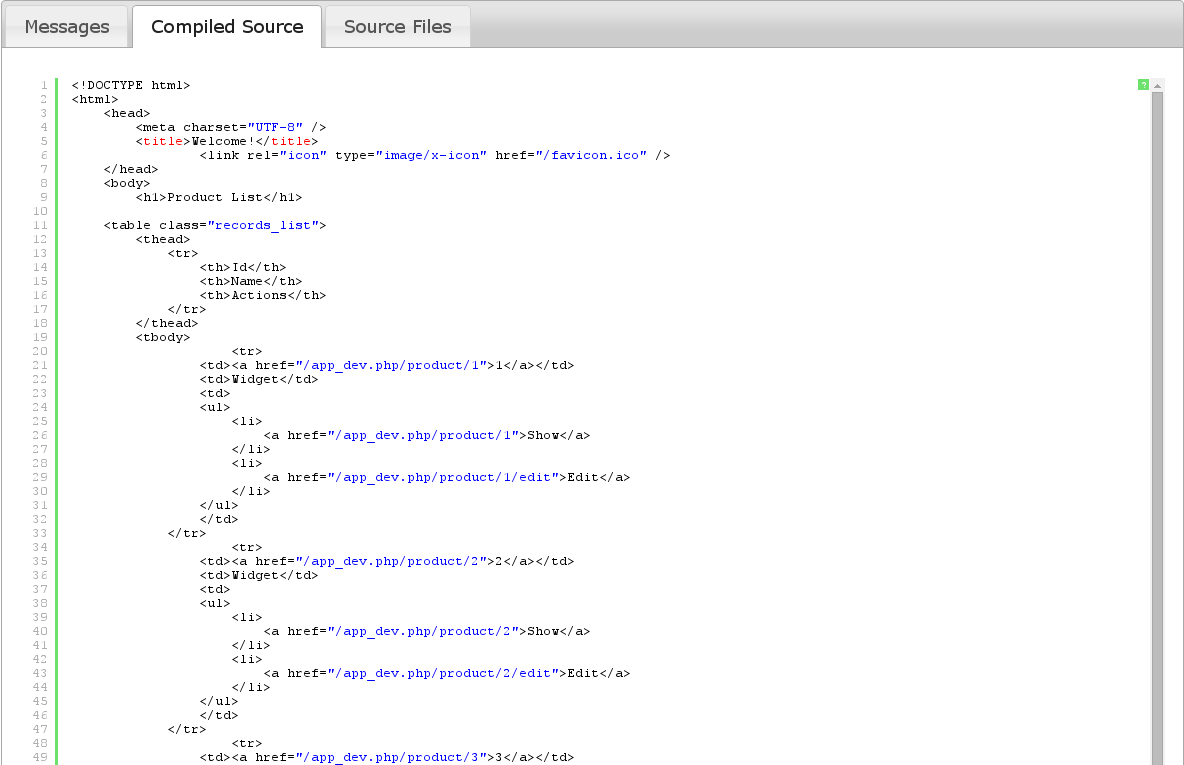 Messages Compiled Source Source Files
1 <!DOCTYPE html>
2 <html>
3 <head>
4 <meta charset="UTF-8" />
5 <title>Welcome!</title>
6 <link rel="icon" type="image/x-icon" href="/favicon.ico" />
7 </head>
8 <body>
9 <h1>Product List</h1>
10
11 <table class="records_list">
12 <thead>
13 <tr>
14 <th>Id</th>
15 <th>Name</th>
16 <th>Actions</th>
17 </tr>
18 </thead>
19 <tbody>
20 <tr>
21 <td><a href="/app_dev.php/product/1">1</a></td>
22 <td>Widget</td>
23 <td>
24 <ul>
25 <li>
26 <a href="/app_dev.php/product/1">Show</a>
27 </li>
28 <li>
29 <a href="/app_dev.php/product/1/edit">Edit</a>
30 </li>
31 </ul>
32 </td>
33 </tr>
34 <tr>
35 <td><a href="/app_dev.php/product/2">2</a></td>
36 <td>Widget</td>
37 <td>
38 <ul>
39 <li>
40 <a href="/app_dev.php/product/2">Show</a>
41 </li>
42 <li>
43 <a href="/app_dev.php/product/2/edit">Edit</a>
44 </li>
45 </ul>
46 </td>
47 </tr>
48 <tr>
49 <td><a href="/app_dev.php/product/3">3</a></td>
?